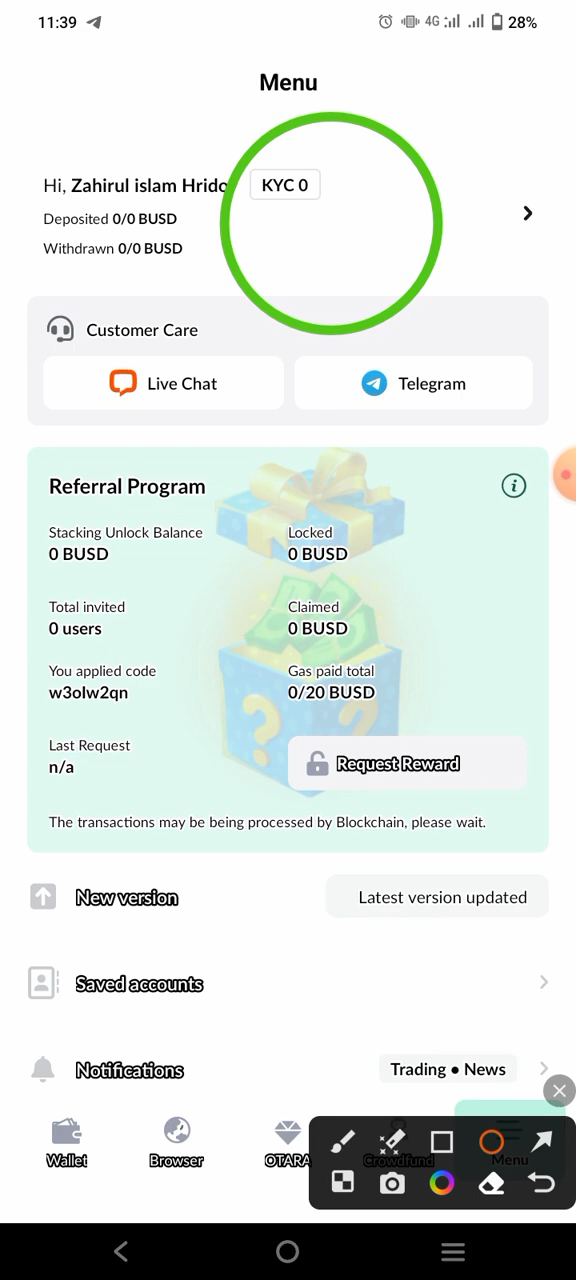 11:39 4G 28%
Menu
Hi, Zahirul islam Hrido KYC 0
Deposited 0/0 BUSD
Withdrawn 0/0 BUSD
Customer Care
Live Chat Telegram
Referral Program
Stacking Unlock Balance Locked
0 BUSD 0 BUSD
Total invited Claimed
0 users 0 BUSD
You applied code Gas paid total
w3olw2qn 0/20 BUSD
Last Request
n/a Request Reward
The transactions may be being processed by Blockchain, please wait.
New version Latest version updated
Saved accounts
Notifications Trading • News
Wallet Browser OTARA Crowdfund Menu